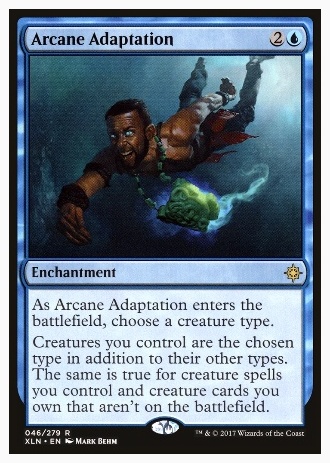 Arcane Adaptation 2
Enchantment
As Arcane Adaptation enters the
battlefield, choose a creature type.
Creatures you control are the chosen
type in addition to their other types.
The same is true for creature spells
you control and creature cards you
own that aren't on the battlefield.
046/279 R
XLN • EN Mark Behm
™ & © 2017 Wizards of the Coast